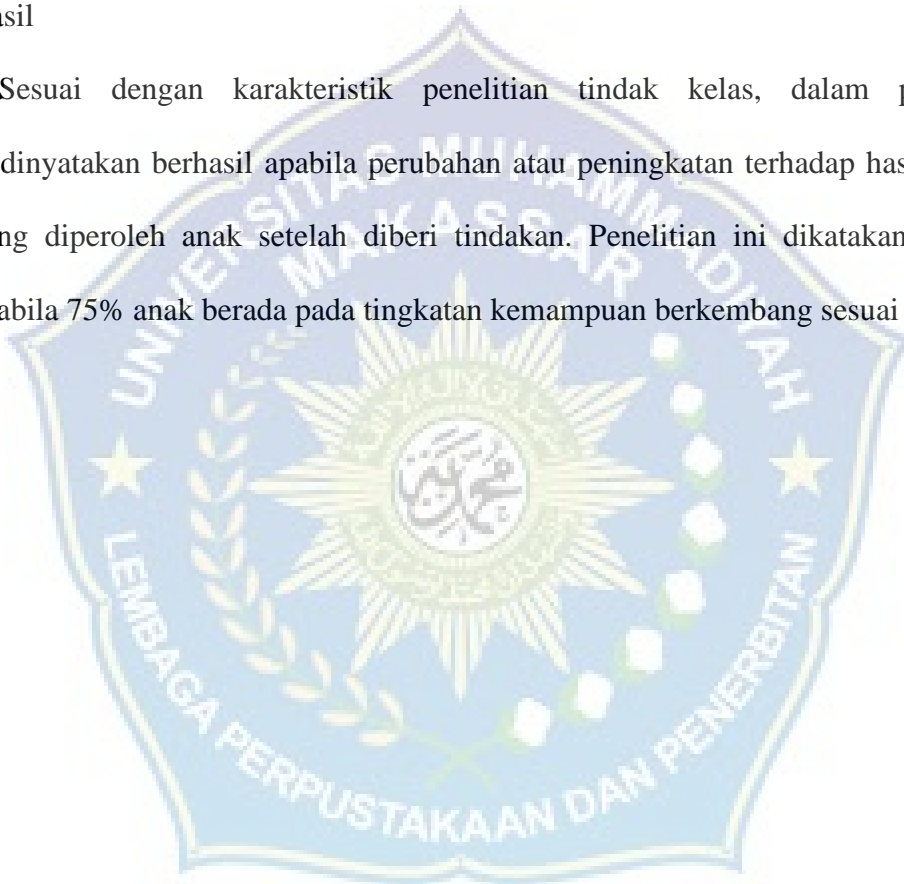 asil
Sesuai dengan karakteristik penelitian tindak kelas, dalam p
dinyatakan berhasil apabila perubahan atau peningkatan terhadap has
ng diperoleh anak setelah diberi tindakan. Penelitian ini dikatakan
abila 75% anak berada pada tingkatan kemampuan berkembang sesuai
UNIVERSITAS MUHAMMADIYAH
MAKASSAR
LEMBAGA PERPUSTAKAAN DAN PENERBITAN